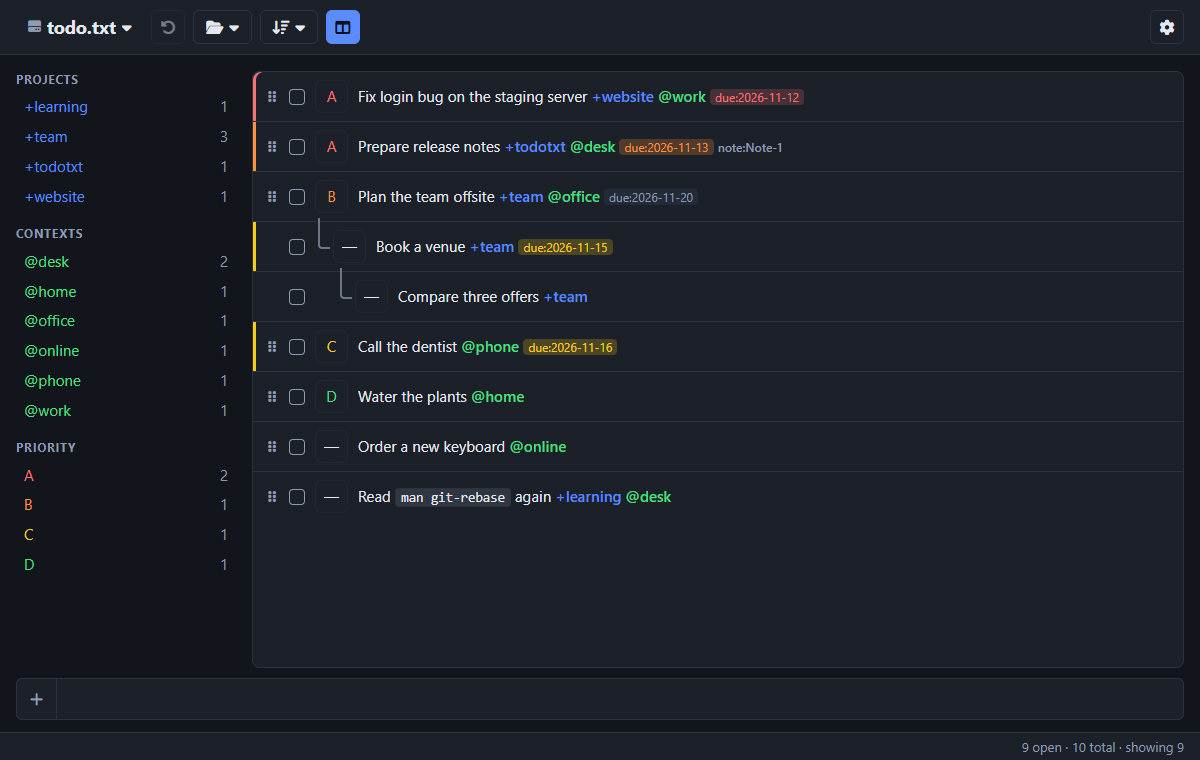 todo.txt
PROJECTS
+learning 1
+team 3
+todotxt 1
+website 1
CONTEXTS
@desk 2
@home 1
@office 1
@online 1
@phone 1
@work 1
PRIORITY
A 2
B 1
C 1
D 1
A Fix login bug on the staging server +website @work due:2026-11-12
A Prepare release notes +todotxt @desk due:2026-11-13 note:Note-1
B Plan the team offsite +team @office due:2026-11-20
— Book a venue +team due:2026-11-15
— Compare three offers +team
C Call the dentist @phone due:2026-11-16
D Water the plants @home
— Order a new keyboard @online
— Read man git-rebase again +learning @desk
+
9 open · 10 total · showing 9